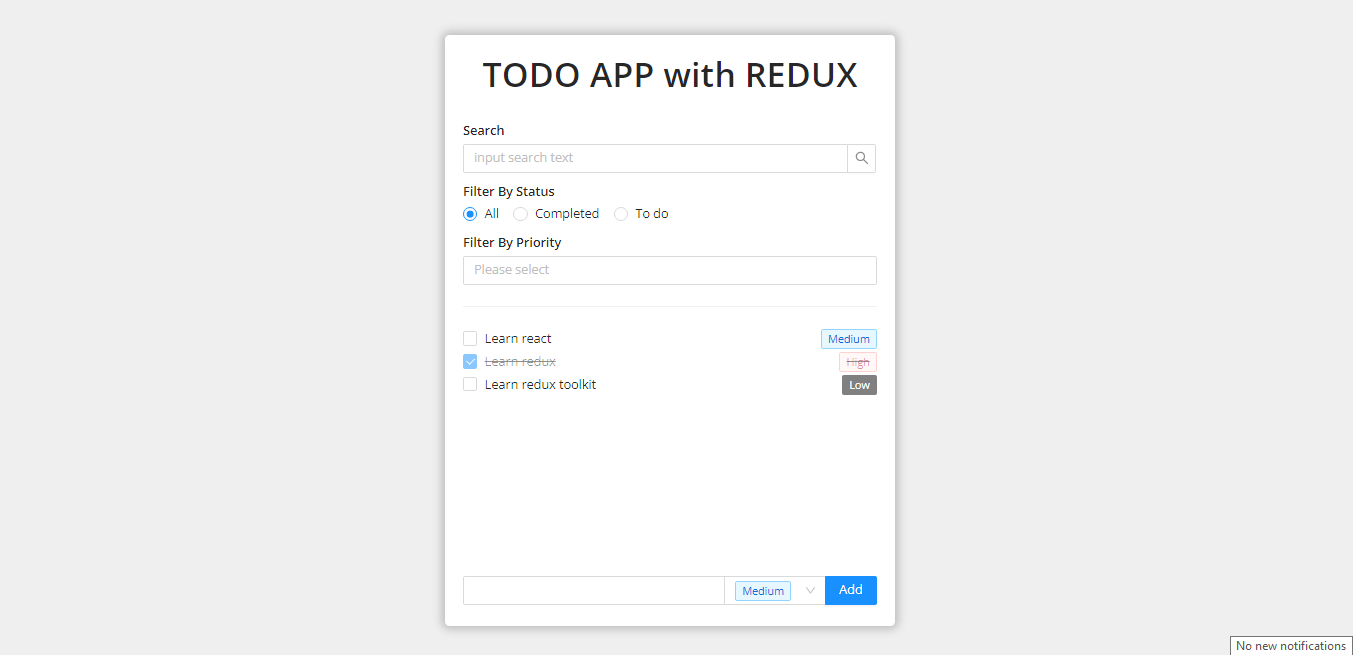 TODO APP with REDUX
Search
input search text
Filter By Status
All Completed To do
Filter By Priority
Please select
Learn react Medium
Learn redux High
Learn redux toolkit Low
Medium Add
No new notifications